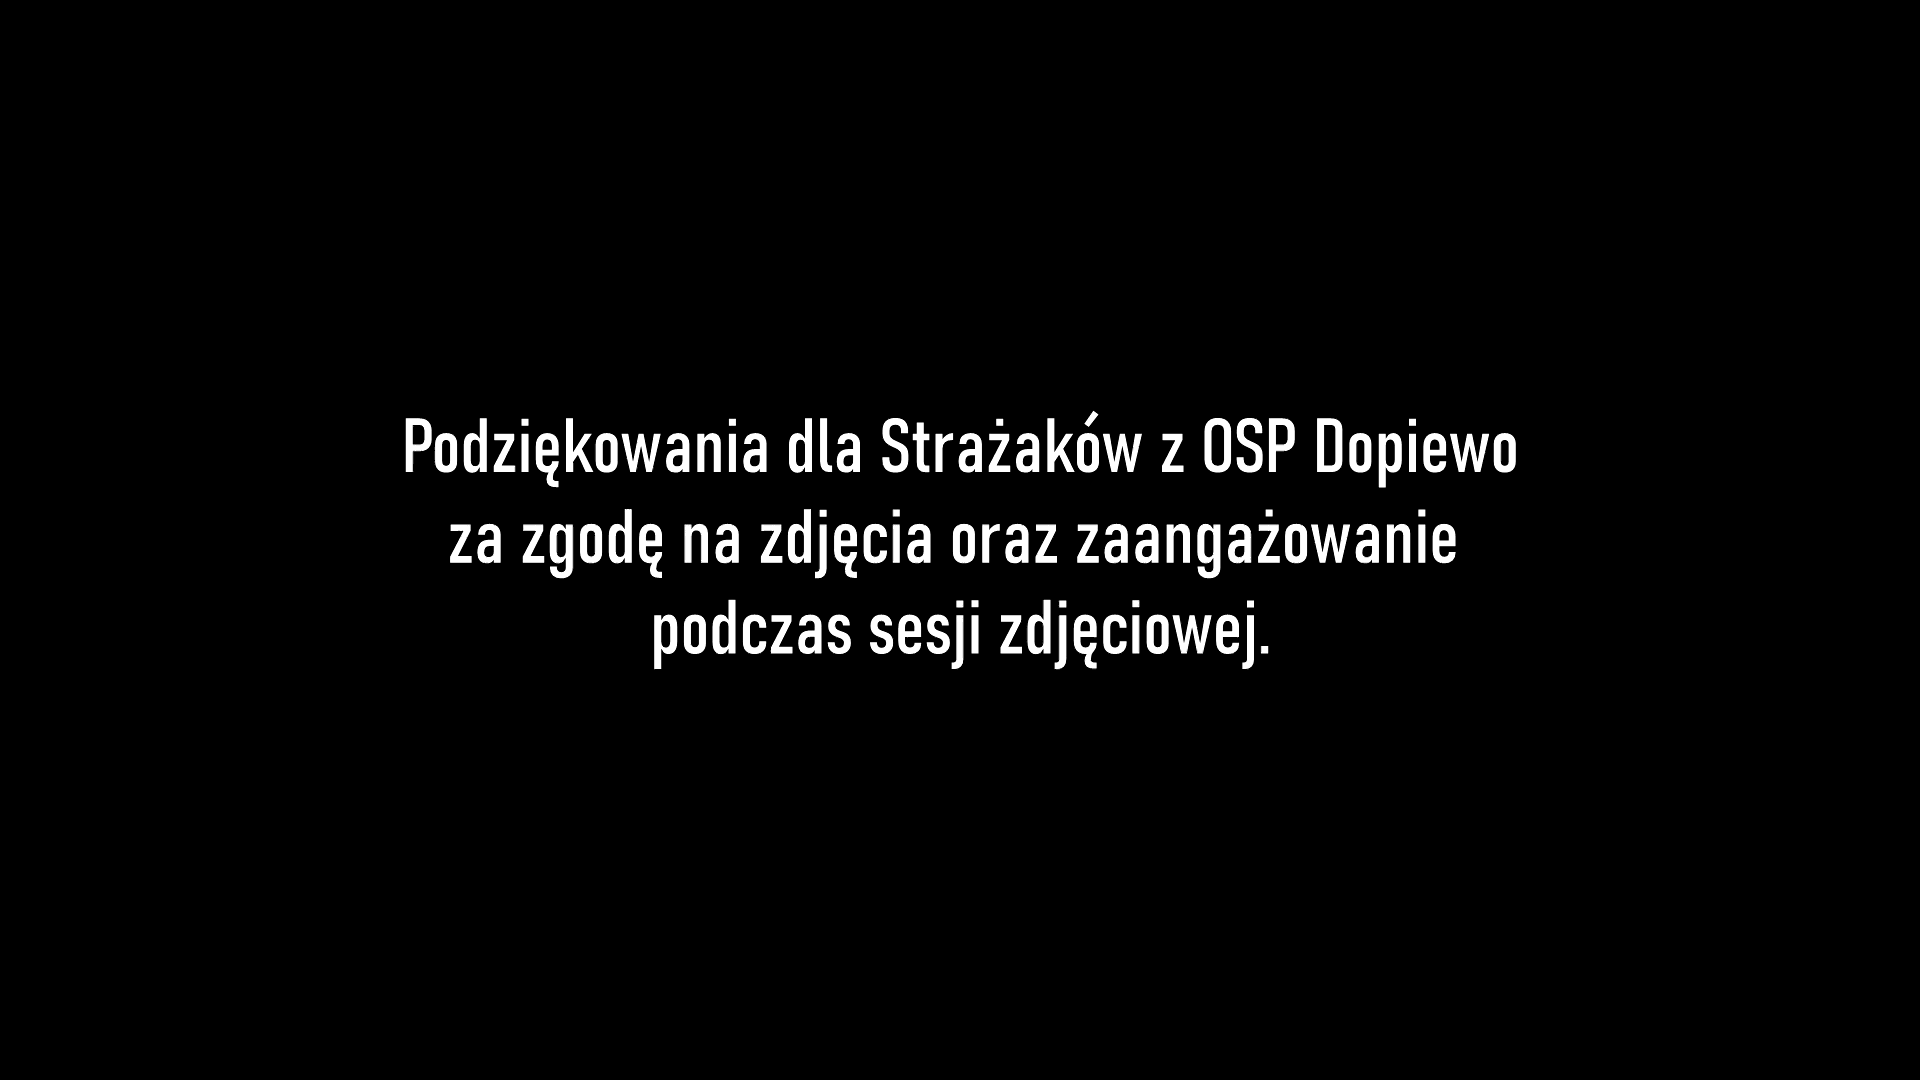 Podziękowania dla Strażaków z OSP Dopiewo
za zgodę na zdjęcia oraz zaangażowanie
podczas sesji zdjęciowej.